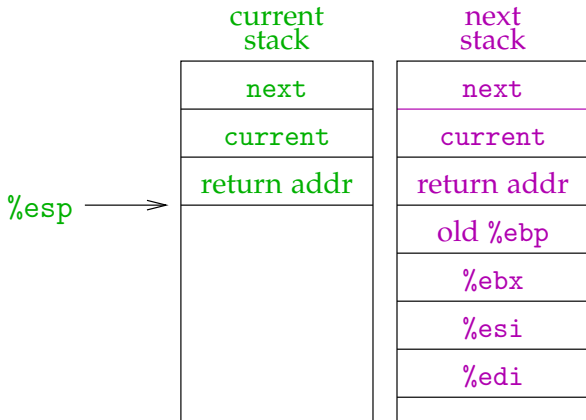 current
stack
next
current
return addr
%esp
next
stack
next
current
return addr
old %ebp
%ebx
%esi
%edi